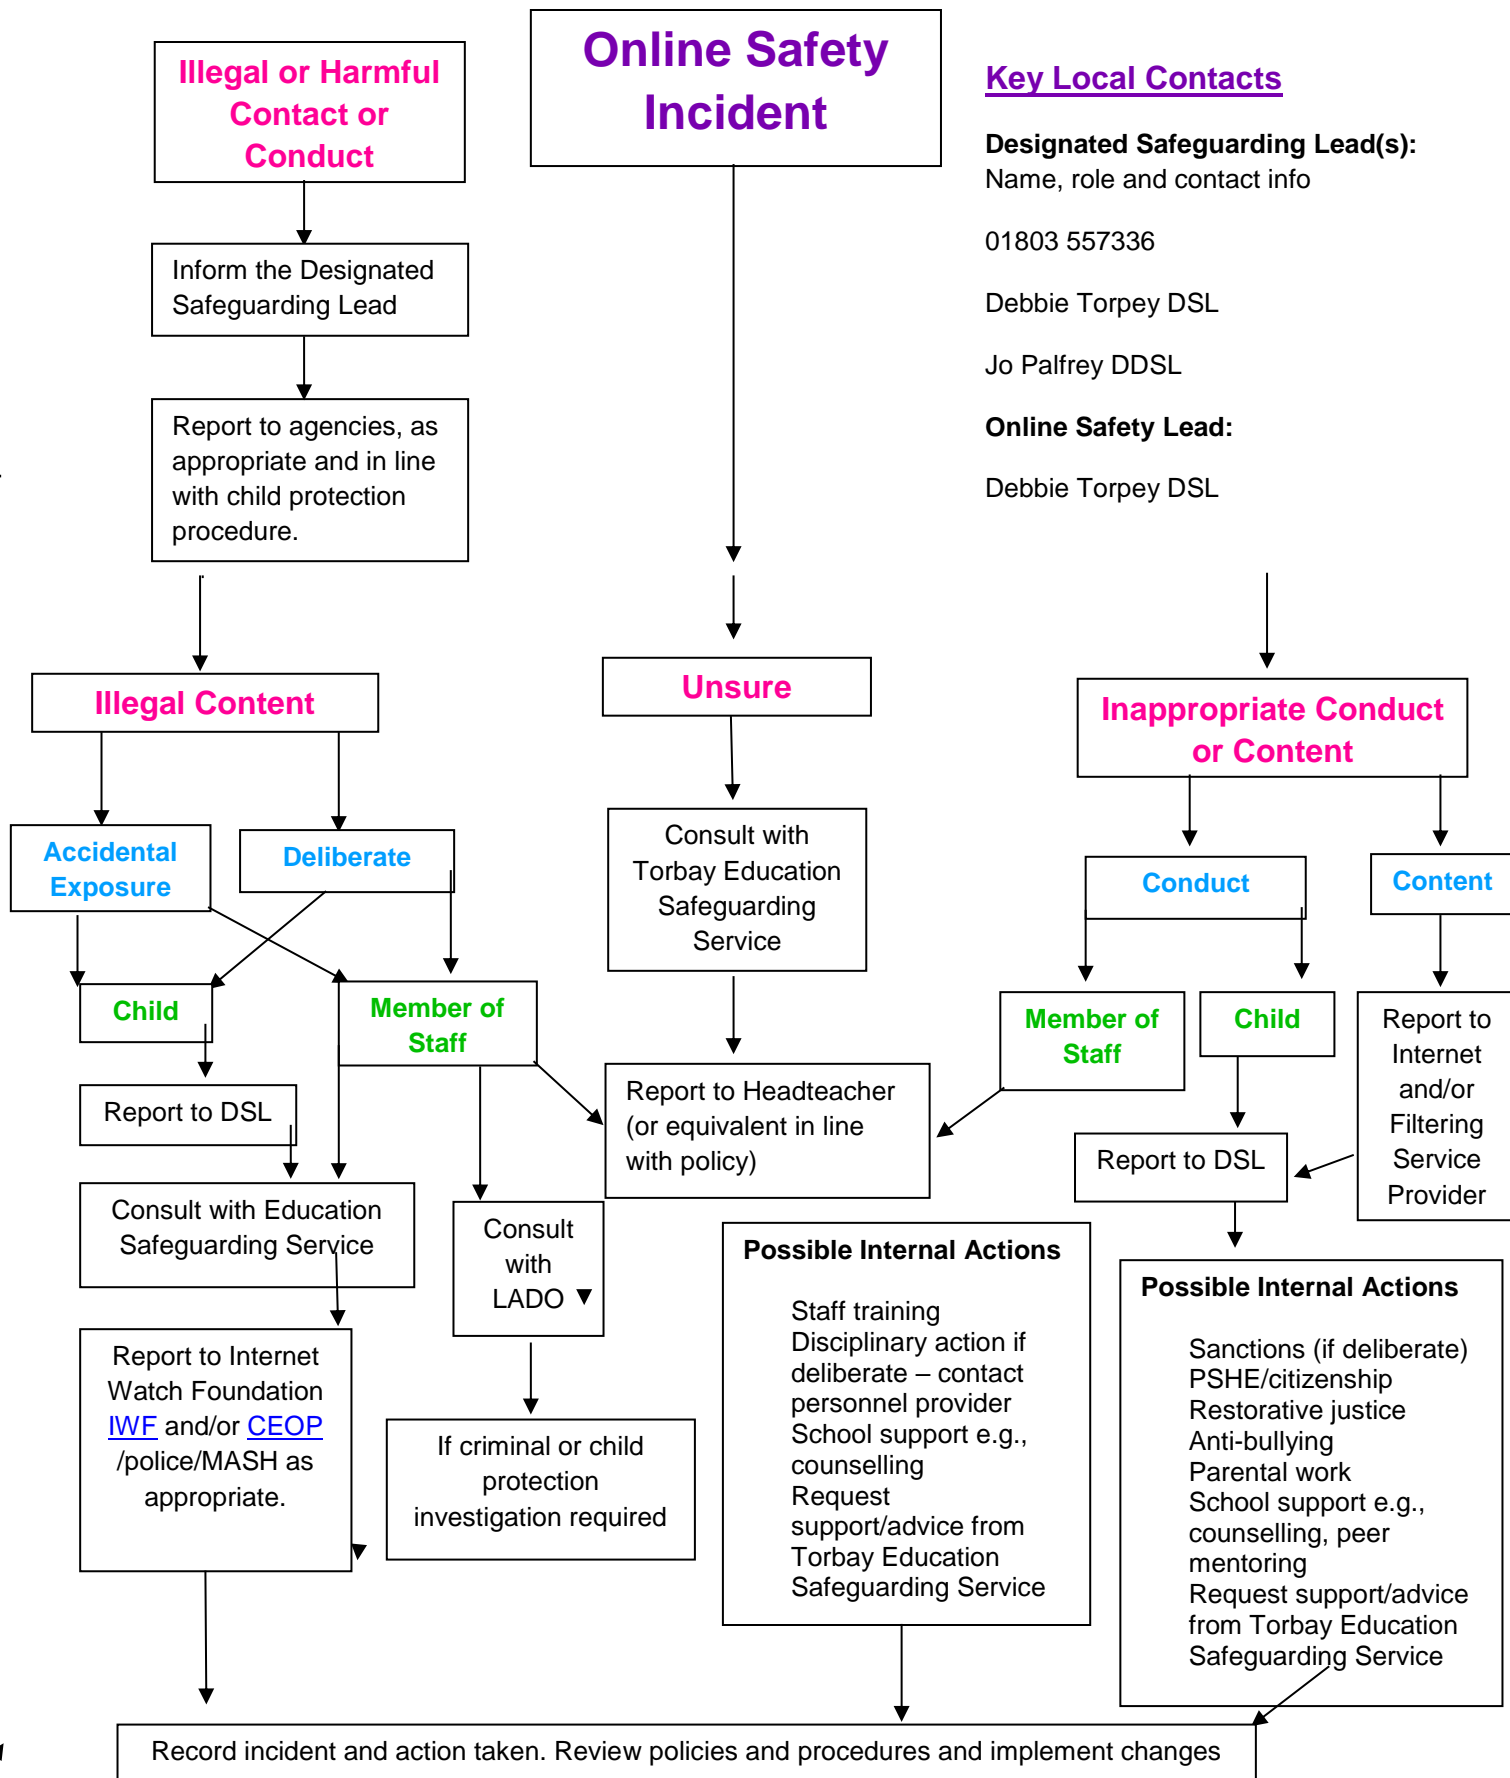 Online Safety
Incident
Illegal or Harmful
Contact or
Conduct
Inform the Designated
Safeguarding Lead
Report to agencies, as
appropriate and in line
with child protection
procedure.
Key Local Contacts
Designated Safeguarding Lead(s):
Name, role and contact info
01803 557336
Debbie Torpey DSL
Jo Palfrey DDSL
Online Safety Lead:
Debbie Torpey DSL
Illegal Content
Unsure
Inappropriate Conduct
or Content
Accidental
Exposure
Deliberate
Consult with
Torbay Education
Safeguarding
Service
Conduct
Content
Child
Member of
Staff
Member of
Staff
Child
Report to
Internet
and/or
Filtering
Service
Provider
Report to DSL
Report to Headteacher
(or equivalent in line
with policy)
Report to DSL
Consult with Education
Safeguarding Service
Consult
with
LADO
Report to Internet
Watch Foundation
IWF and/or CEOP
/police/MASH as
appropriate.
If criminal or child
protection
investigation required
Possible Internal Actions
Staff training
Disciplinary action if
deliberate – contact
personnel provider
School support e.g.,
counselling
Request
support/advice from
Torbay Education
Safeguarding Service
Possible Internal Actions
Sanctions (if deliberate)
PSHE/citizenship
Restorative justice
Anti-bullying
Parental work
School support e.g.,
counselling, peer
mentoring
Request support/advice
from Torbay Education
Safeguarding Service
Record incident and action taken. Review policies and procedures and implement changes